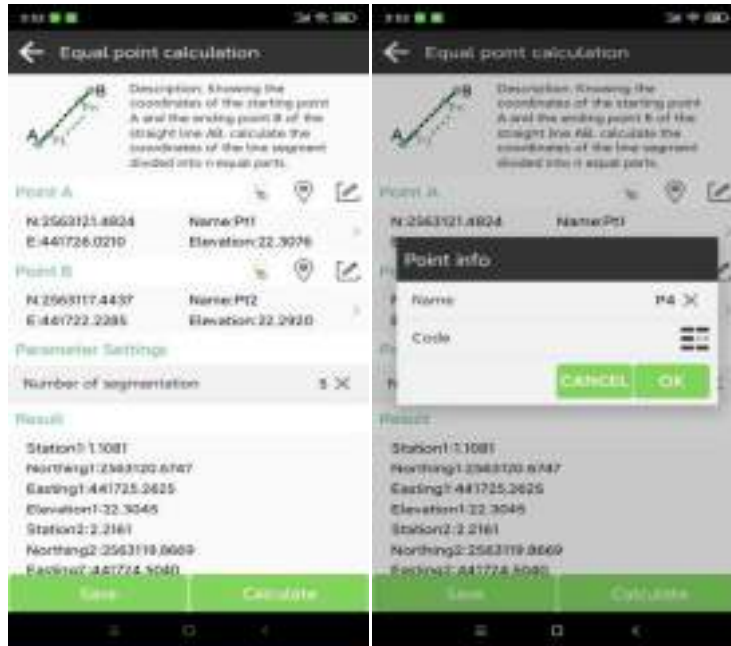 Equal point calculation
Description: Knowing the
coordinates of the starting point
A and the ending point B of the
straight line AB, calculate the
coordinates of the line segment
divided into n equal parts.
A
B
Point A
N:2563121.4824 Name:Pt1
E:441726.0210 Elevation:22.3076
Point B
N:2563117.4437 Name:Pt2
E:441722.2285 Elevation:22.2920
Parameter Settings
Number of segmentation 5
Result
Station1:1.1081
Northing1:2563120.6747
Easting1:441725.2625
Elevation1:22.3045
Station2:2.2161
Northing2:2563119.8669
Easting2:441724.5040
Save Calculate
Equal point calculation
Description: Knowing the
coordinates of the starting point
A and the ending point B of the
straight line AB, calculate the
coordinates of the line segment
divided into n equal parts.
A
B
Point A
N:2563121.4824 Name:Pt1
Point info
Name P4
Code
CANCEL OK
Result
Station1:1.1081
Northing1:2563120.6747
Easting1:441725.2625
Elevation1:22.3045
Station2:2.2161
Northing2:2563119.8669
Easting2:441724.5040
Save Calculate